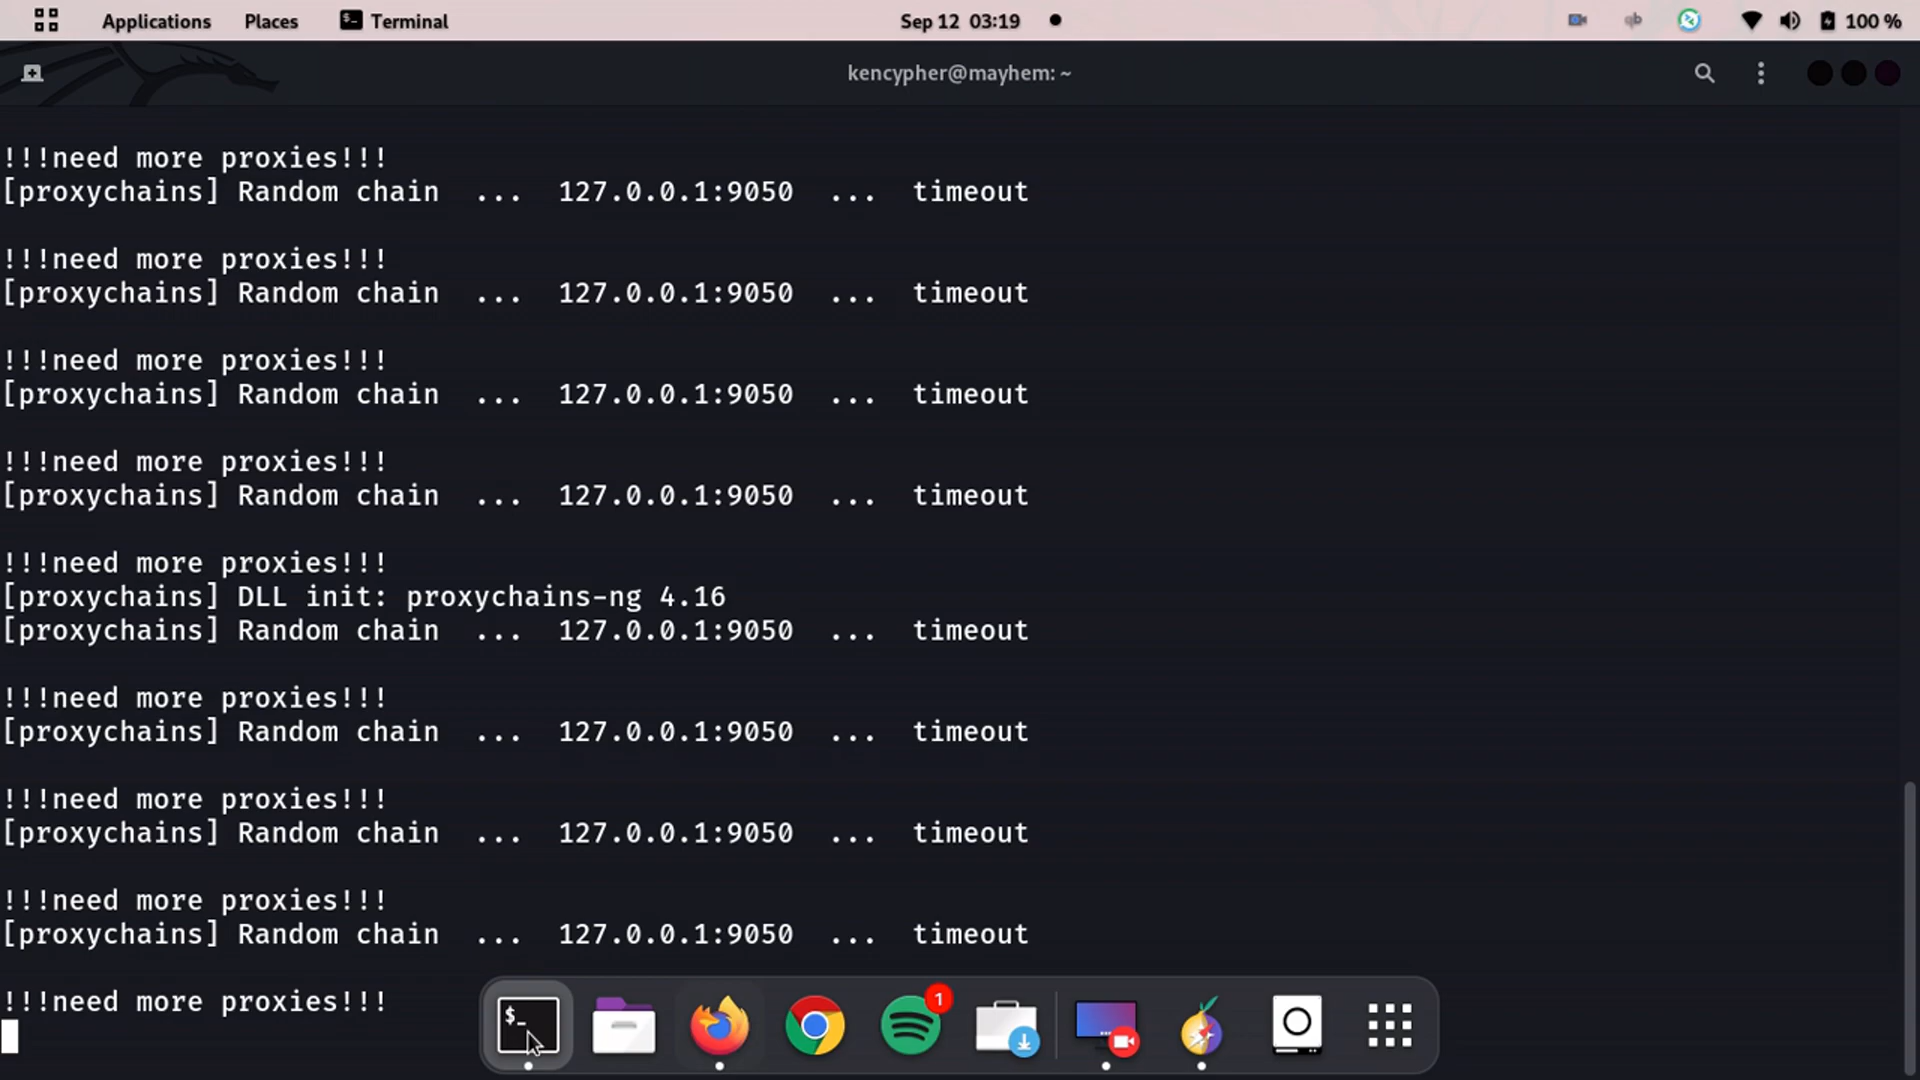 Applications Places Terminal Sep 12 03:19 qb 100 %
kencypher@mayhem: ~
!!!need more proxies!!!
[proxychains] Random chain ... 127.0.0.1:9050 ... timeout
!!!need more proxies!!!
[proxychains] Random chain ... 127.0.0.1:9050 ... timeout
!!!need more proxies!!!
[proxychains] Random chain ... 127.0.0.1:9050 ... timeout
!!!need more proxies!!!
[proxychains] Random chain ... 127.0.0.1:9050 ... timeout
!!!need more proxies!!!
[proxychains] DLL init: proxychains-ng 4.16
[proxychains] Random chain ... 127.0.0.1:9050 ... timeout
!!!need more proxies!!!
[proxychains] Random chain ... 127.0.0.1:9050 ... timeout
!!!need more proxies!!!
[proxychains] Random chain ... 127.0.0.1:9050 ... timeout
!!!need more proxies!!!
[proxychains] Random chain ... 127.0.0.1:9050 ... timeout
!!!need more proxies!!!
$_
1